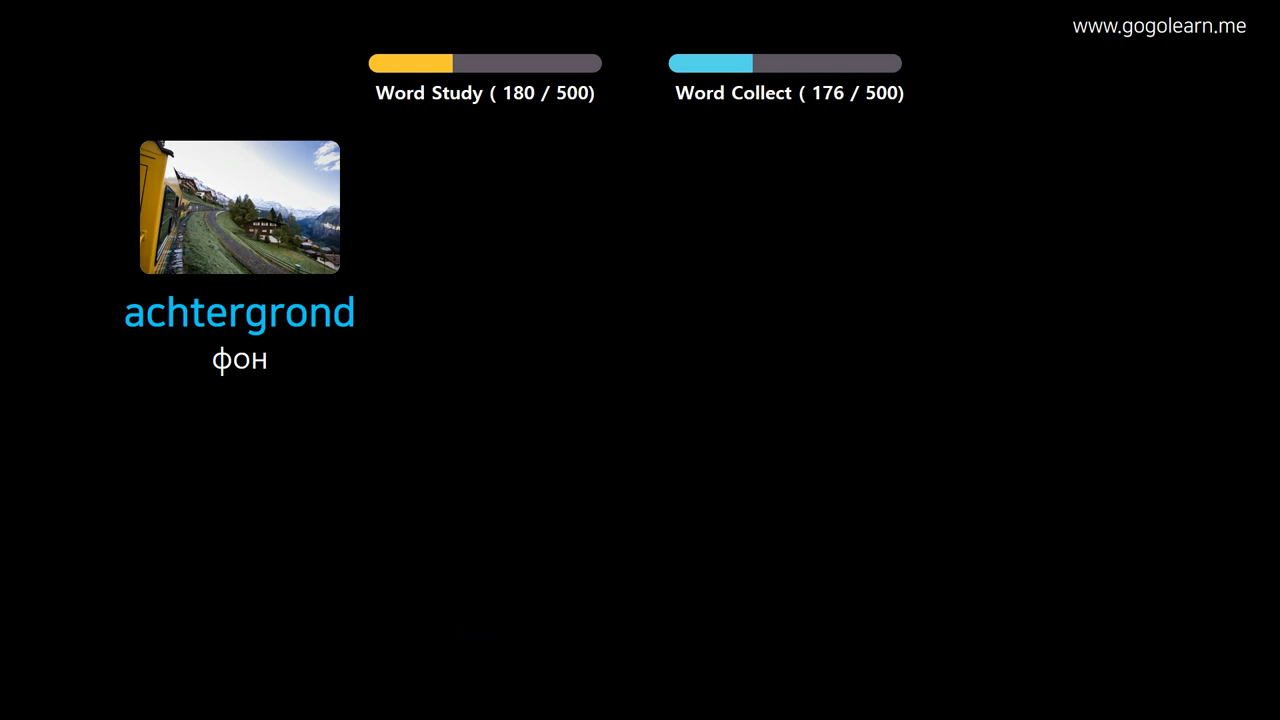 www.gogolearn.me
Word Study ( 180 / 500)
Word Collect ( 176 / 500)
achtergrond
фон